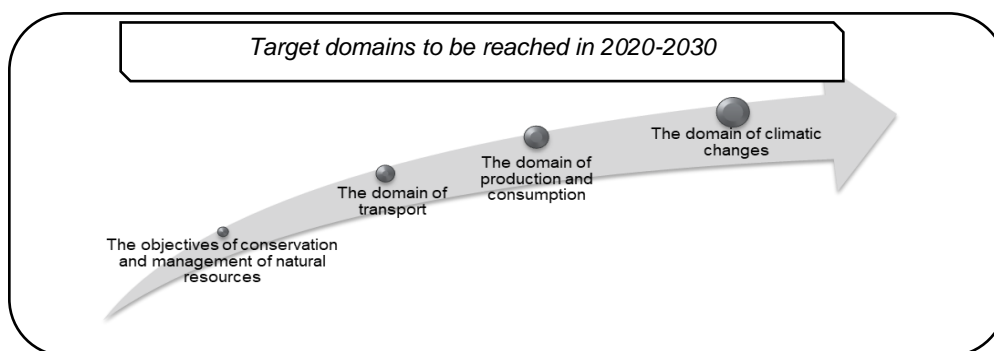 Target domains to be reached in 2020-2030
The domain of climatic
changes
The domain of
production and
consumption
The domain of
transport
The objectives of conservation
and management of natural
resources